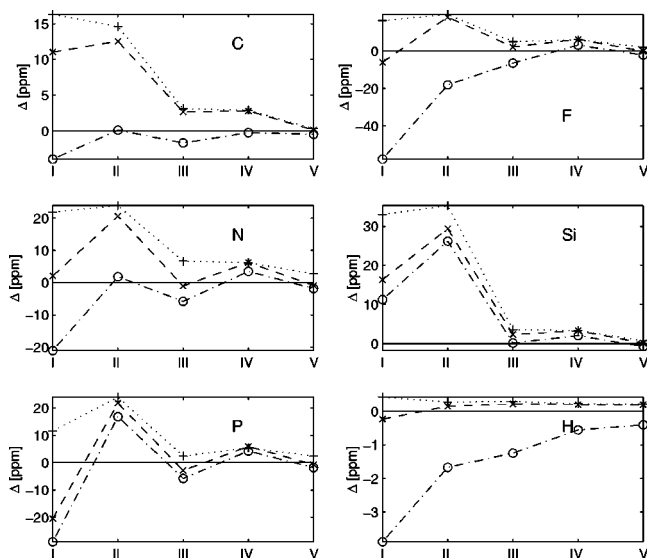 C
Δ [ppm]
15
10
5
0
I II III IV V
F
Δ [ppm]
0
−20
−40
I II III IV V
N
Δ [ppm]
20
10
0
−10
−20
I II III IV V
Si
Δ [ppm]
30
20
10
0
I II III IV V
P
Δ [ppm]
20
10
0
−10
−20
I II III IV V
H
Δ [ppm]
0
−1
−2
−3
I II III IV V